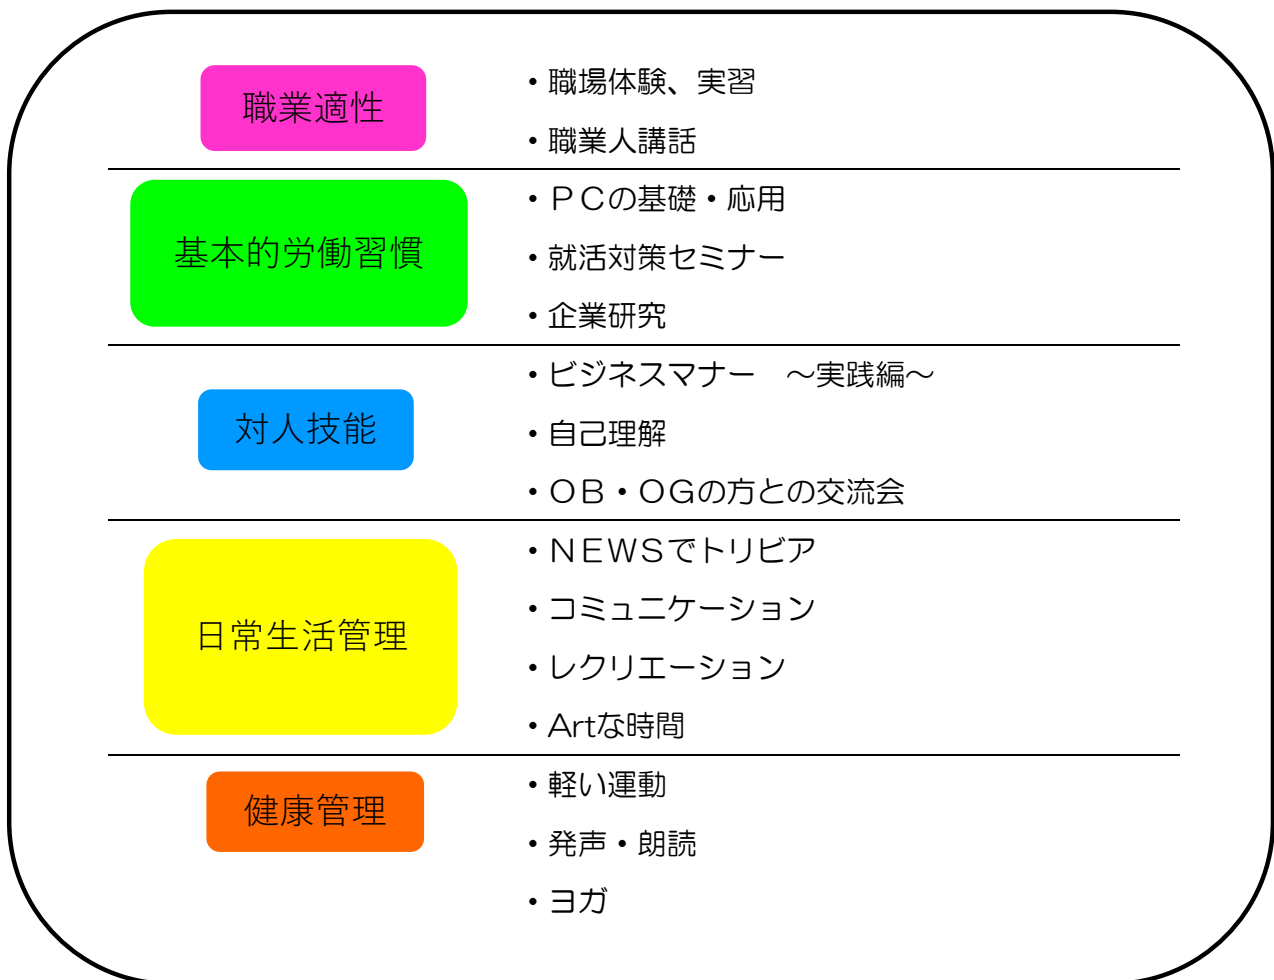 職業適性
・職場体験、実習
・職業人講話
基本的労働習慣
・ＰＣの基礎・応用
・就活対策セミナー
・企業研究
対人技能
・ビジネスマナー　～実践編～
・自己理解
・ＯＢ・ＯＧの方との交流会
日常生活管理
・ＮＥＷＳでトリビア
・コミュニケーション
・レクリエーション
・Artな時間
健康管理
・軽い運動
・発声・朗読
・ヨガ